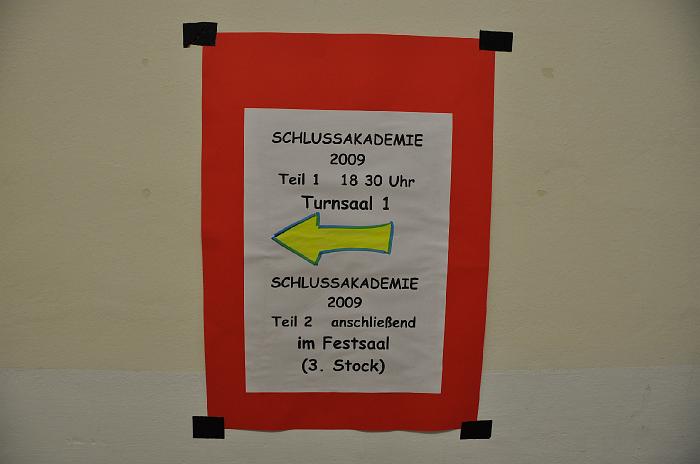 SCHLUSSAKADEMIE
2009
Teil 1 18 30 Uhr
Turnsaal 1
SCHLUSSAKADEMIE
2009
Teil 2 anschließend
im Festsaal
(3. Stock)